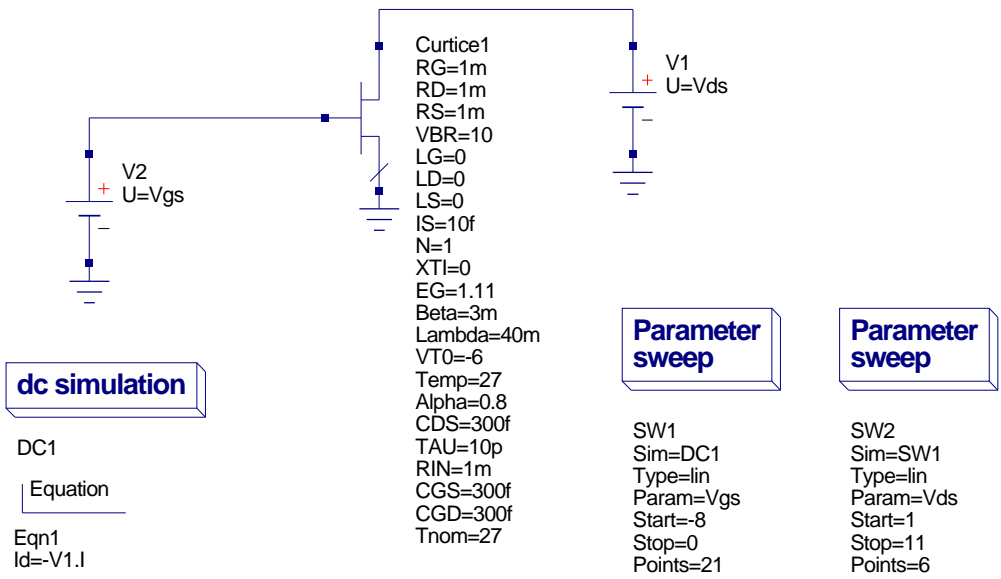 Curtice1
RG=1m
RD=1m
RS=1m
VBR=10
LG=0
LD=0
LS=0
IS=10f
N=1
XTI=0
EG=1.11
Beta=3m
Lambda=40m
VT0=-6
Temp=27
Alpha=0.8
CDS=300f
TAU=10p
RIN=1m
CGS=300f
CGD=300f
Tnom=27
V1
+ U=Vds
–
V2
+ U=Vgs
–
dc simulation
DC1
Equation
Eqn1
Id=-V1.I
Parameter
sweep
SW1
Sim=DC1
Type=lin
Param=Vgs
Start=-8
Stop=0
Points=21
Parameter
sweep
SW2
Sim=SW1
Type=lin
Param=Vds
Start=1
Stop=11
Points=6